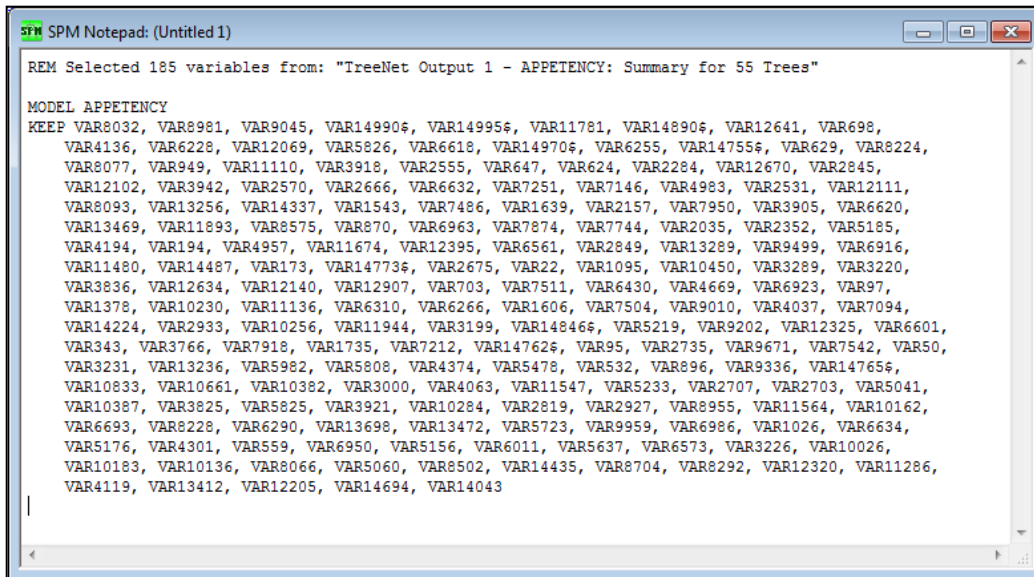 SPM SPM Notepad: (Untitled 1)
REM Selected 185 variables from: "TreeNet Output 1 - APPETENCY: Summary for 55 Trees"
MODEL APPETENCY
KEEP VAR8032, VAR8981, VAR9045, VAR14990$, VAR14995$, VAR11781, VAR14890$, VAR12641, VAR698,
VAR4136, VAR6228, VAR12069, VAR5826, VAR6618, VAR14970$, VAR6255, VAR14755$, VAR629, VAR8224,
VAR8077, VAR949, VAR11110, VAR3918, VAR2555, VAR647, VAR624, VAR2284, VAR12670, VAR2845,
VAR12102, VAR3942, VAR2570, VAR2666, VAR6632, VAR7251, VAR7146, VAR4983, VAR2531, VAR12111,
VAR8093, VAR13256, VAR14337, VAR1543, VAR7486, VAR1639, VAR2157, VAR7950, VAR3905, VAR6620,
VAR13469, VAR11893, VAR8575, VAR870, VAR6963, VAR7874, VAR7744, VAR2035, VAR2352, VAR5185,
VAR4194, VAR194, VAR4957, VAR11674, VAR12395, VAR6561, VAR2849, VAR13289, VAR9499, VAR6916,
VAR11480, VAR14487, VAR173, VAR14773$, VAR2675, VAR22, VAR1095, VAR10450, VAR3289, VAR3220,
VAR3836, VAR12634, VAR12140, VAR12907, VAR703, VAR7511, VAR6430, VAR4669, VAR6923, VAR97,
VAR1378, VAR10230, VAR11136, VAR6310, VAR6266, VAR1606, VAR7504, VAR9010, VAR4037, VAR7094,
VAR14224, VAR2933, VAR10256, VAR11944, VAR3199, VAR14846$, VAR5219, VAR9202, VAR12325, VAR6601,
VAR343, VAR3766, VAR7918, VAR1735, VAR7212, VAR14762$, VAR95, VAR2735, VAR9671, VAR7542, VAR50,
VAR3231, VAR13236, VAR5982, VAR5808, VAR4374, VAR5478, VAR532, VAR896, VAR9336, VAR14765$,
VAR10833, VAR10661, VAR10382, VAR3000, VAR4063, VAR11547, VAR5233, VAR2707, VAR2703, VAR5041,
VAR10387, VAR3825, VAR5825, VAR3921, VAR10284, VAR2819, VAR2927, VAR8955, VAR11564, VAR10162,
VAR6693, VAR8228, VAR6290, VAR13698, VAR13472, VAR5723, VAR9959, VAR6986, VAR1026, VAR6634,
VAR5176, VAR4301, VAR559, VAR6950, VAR5156, VAR6011, VAR5637, VAR6573, VAR3226, VAR10026,
VAR10183, VAR10136, VAR8066, VAR5060, VAR8502, VAR14435, VAR8704, VAR8292, VAR12320, VAR11286,
VAR4119, VAR13412, VAR12205, VAR14694, VAR14043